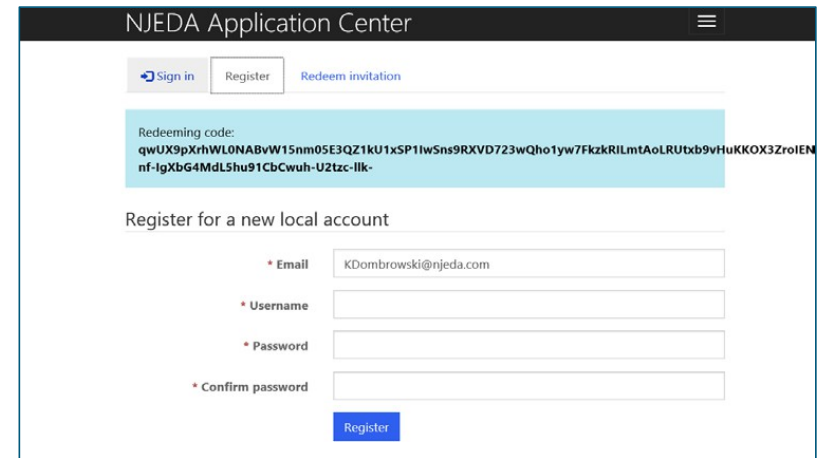 NJEDA Application Center
Sign in Register Redeem invitation
Redeeming code:
qwUX9pXrhWL0NABvW15nm05E3QZ1kU1xSP1IwSns9RXVD723wQho1yw7FkzkRILmtAoLRUtxb9vHuKKOX3ZroIEN
nf-IgXbG4MdL5hu91CbCwuh-U2tzc-llk-
Register for a new local account
* Email KDombrowski@njeda.com
* Username
* Password
* Confirm password
Register